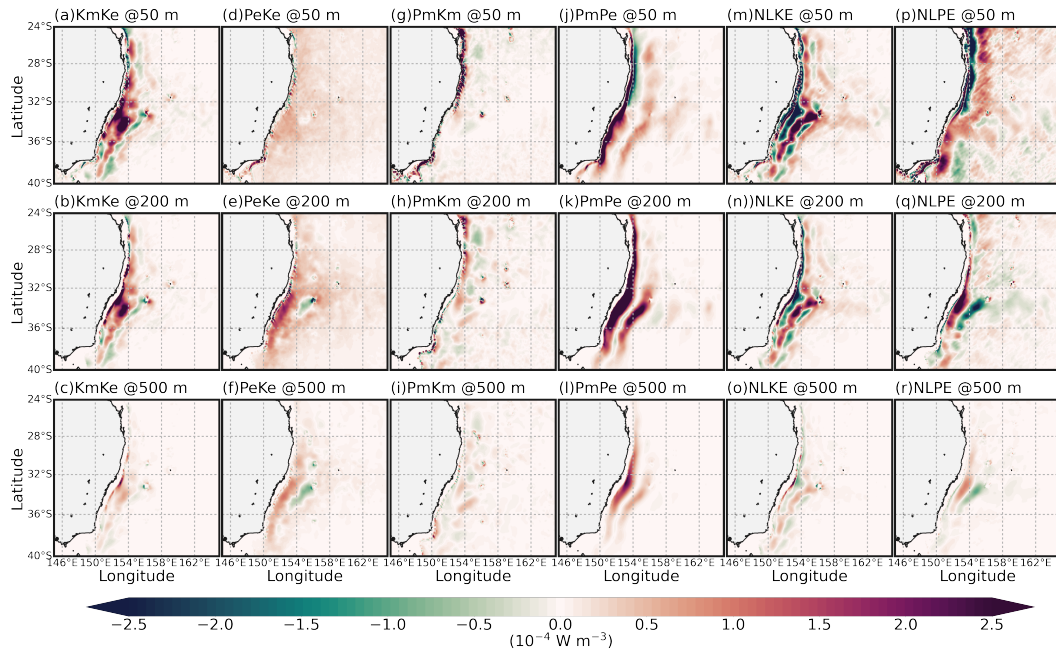 (a)KmKe @50 m (d)PeKe @50 m (g)PmKm @50 m (j)PmPe @50 m (m)NLKE @50 m (p)NLPE @50 m
24°S
28°S
32°S
36°S
40°S
Latitude
(b)KmKe @200 m (e)PeKe @200 m (h)PmKm @200 m (k)PmPe @200 m (n))NLKE @200 m (q)NLPE @200 m
24°S
28°S
32°S
36°S
40°S
Latitude
(c)KmKe @500 m (f)PeKe @500 m (i)PmKm @500 m (l)PmPe @500 m (o)NLKE @500 m (r)NLPE @500 m
24°S
28°S
32°S
36°S
40°S
Latitude
146°E 150°E 154°E 158°E 162°E 146°E 150°E 154°E 158°E 162°E 146°E 150°E 154°E 158°E 162°E 146°E 150°E 154°E 158°E 162°E 146°E 150°E 154°E 158°E 162°E 146°E 150°E 154°E 158°E 162°E
Longitude Longitude Longitude Longitude Longitude Longitude
−2.5 −2.0 −1.5 −1.0 −0.5 0.0 0.5 1.0 1.5 2.0 2.5
(10⁻⁴ W m⁻³)